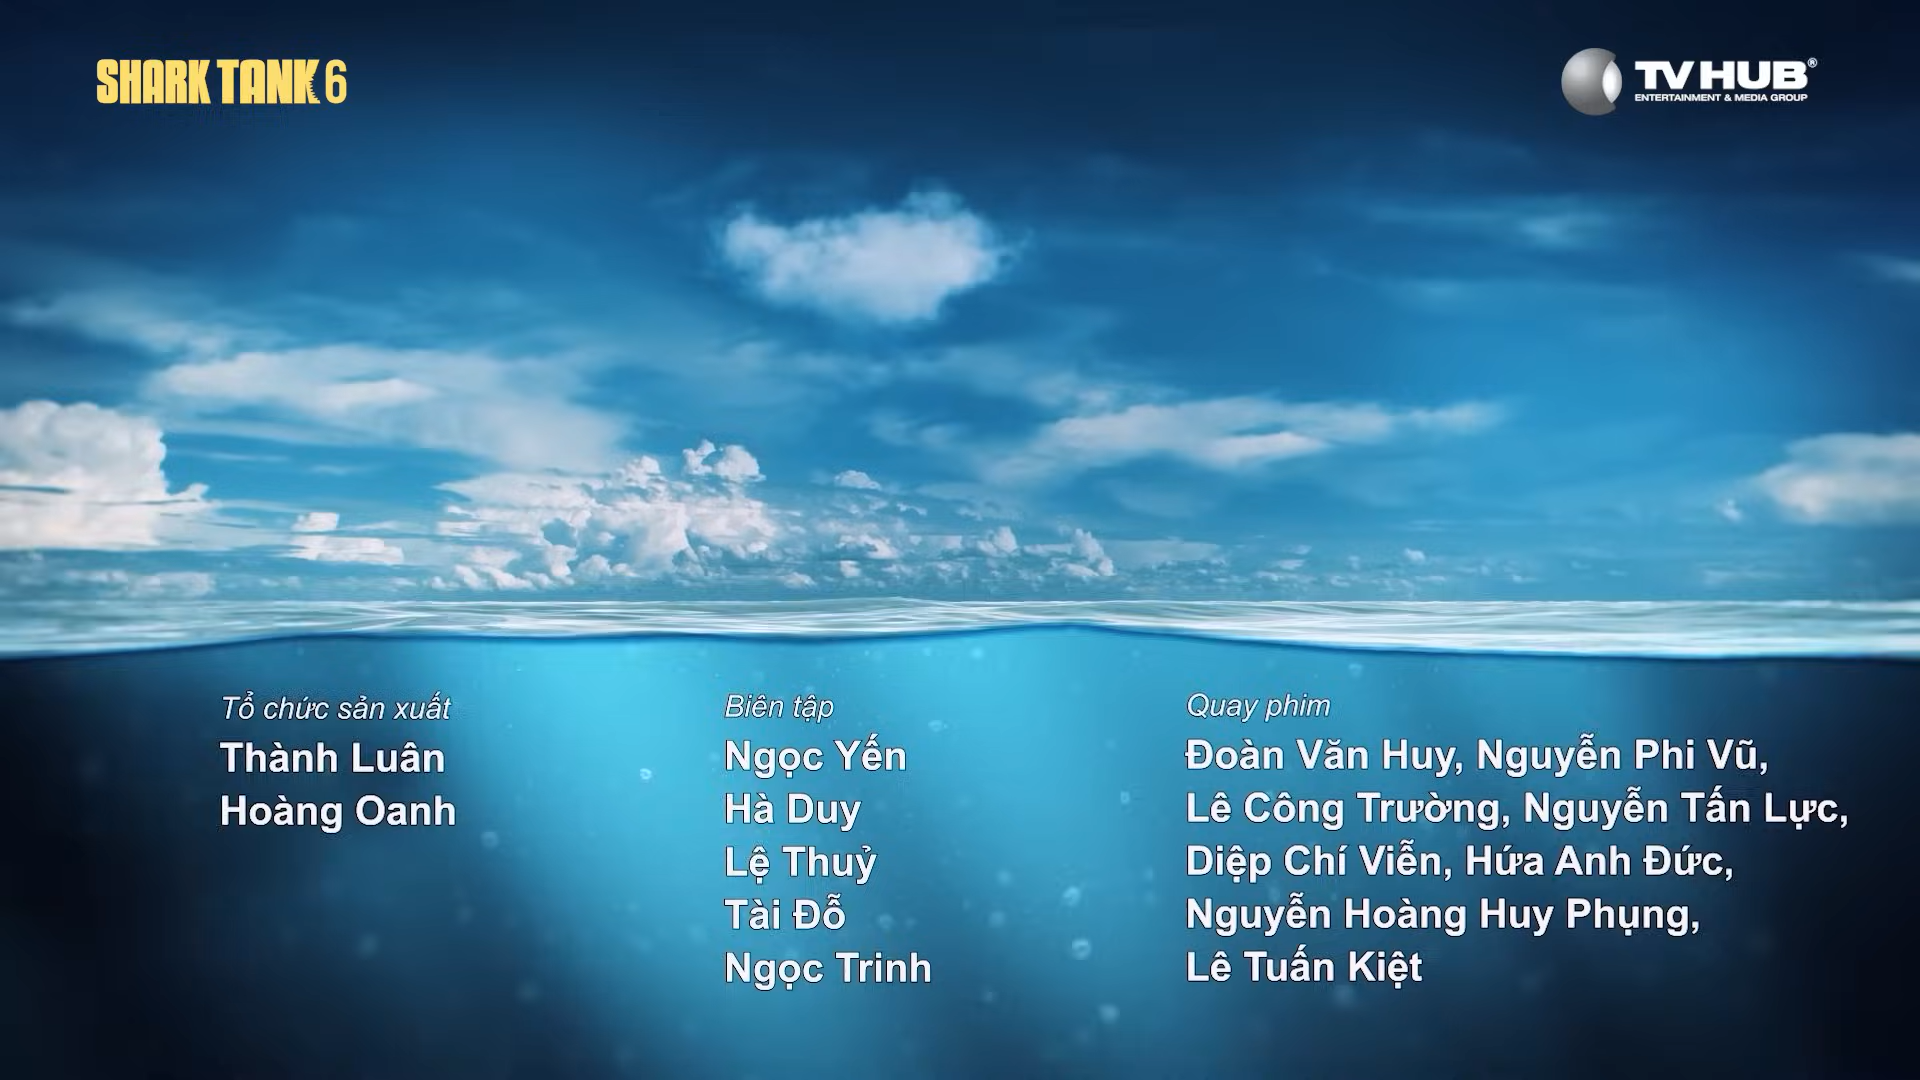 SHARK TANK 6
TV HUB®
ENTERTAINMENT & MEDIA GROUP
Tổ chức sản xuất
Thành Luân
Hoàng Oanh
Biên tập
Ngọc Yến
Hà Duy
Lệ Thuỷ
Tài Đỗ
Ngọc Trinh
Quay phim
Đoàn Văn Huy, Nguyễn Phi Vũ,
Lê Công Trường, Nguyễn Tấn Lực,
Diệp Chí Viễn, Hứa Anh Đức,
Nguyễn Hoàng Huy Phụng,
Lê Tuấn Kiệt